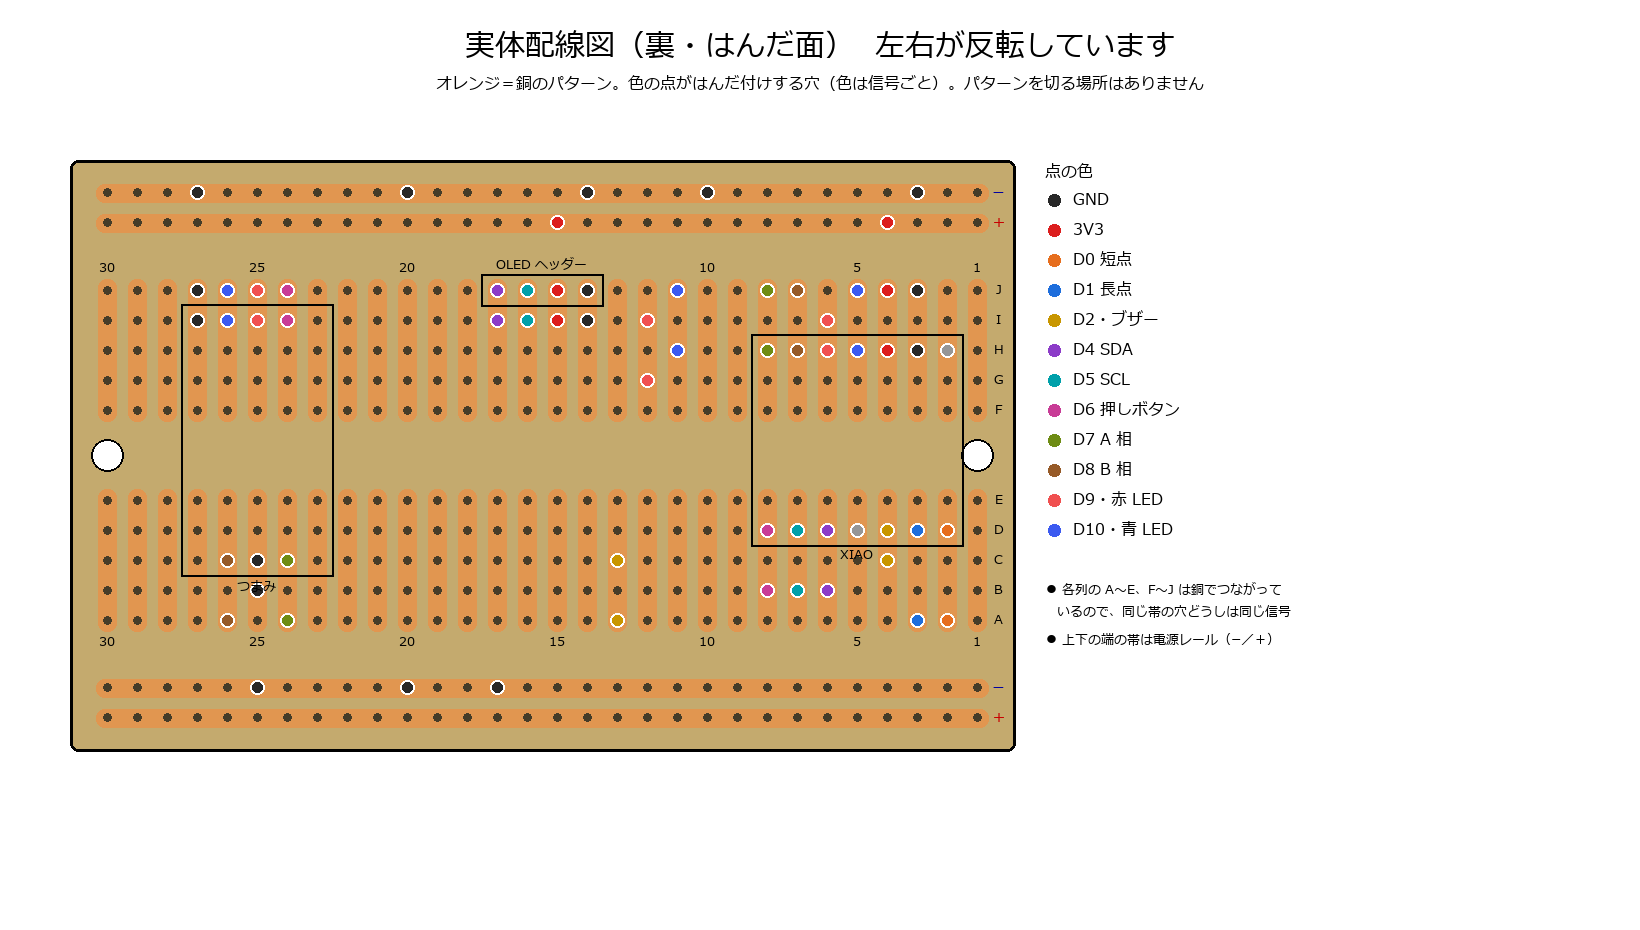 実体配線図（裏・はんだ面）　左右が反転しています
オレンジ＝銅のパターン。色の点がはんだ付けする穴（色は信号ごと）。パターンを切る場所はありません
−
+
30 25 20 10 5 1
OLED ヘッダー
J
I
H
G
F
E
D
C
B
A
XIAO
つまみ
30 25 20 15 10 5 1
−
+
点の色
GND
3V3
D0 短点
D1 長点
D2・ブザー
D4 SDA
D5 SCL
D6 押しボタン
D7 A 相
D8 B 相
D9・赤 LED
D10・青 LED
● 各列の A～E、F～J は銅でつながって
いるので、同じ帯の穴どうしは同じ信号
● 上下の端の帯は電源レール（−／+）